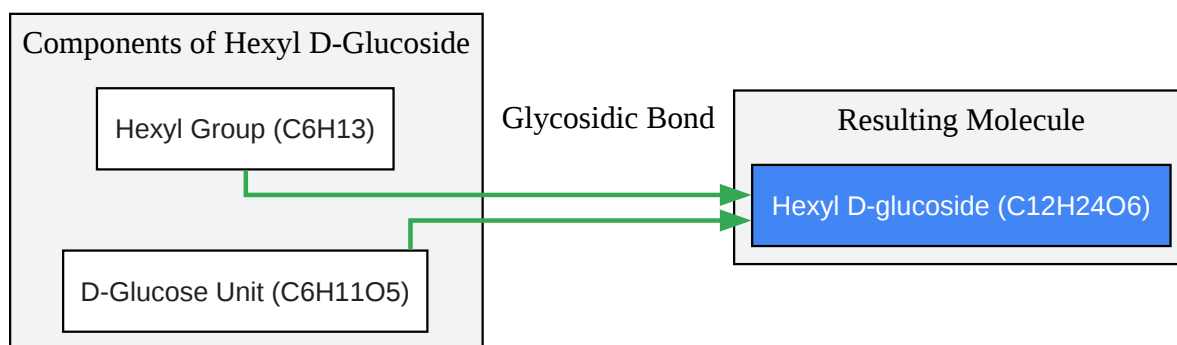 Components of Hexyl D-Glucoside
Hexyl Group (C6H13)
D-Glucose Unit (C6H11O5)
Glycosidic Bond
Resulting Molecule
Hexyl D-glucoside (C12H24O6)